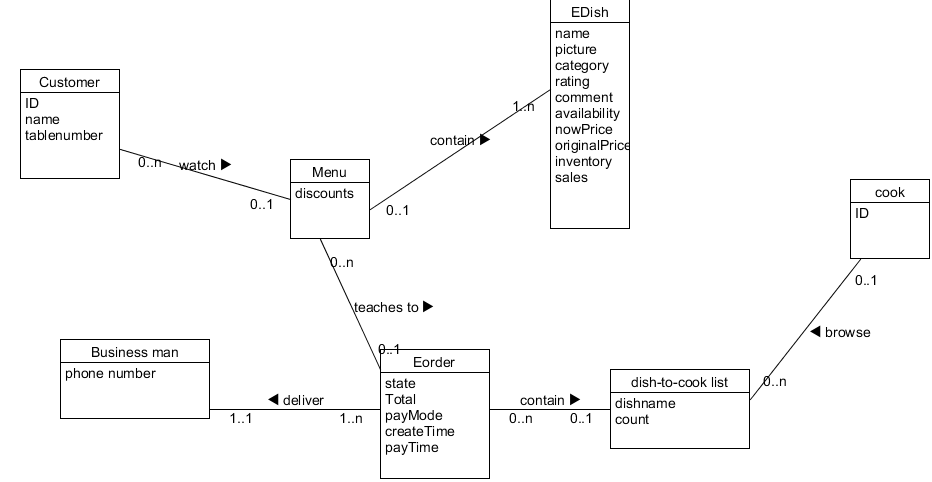 EDish
name
picture
category
rating
comment
availability
nowPrice
originalPrice
inventory
sales
Customer
ID
name
tablenumber
0..n
watch ▶
0..1
1..n
contain ▶
0..1
Menu
discounts
0..n
teaches to ▶
0..1
cook
ID
0..1
◀ browse
0..n
Business man
phone number
◀ deliver
1..1
1..n
Eorder
state
Total
payMode
createTime
payTime
contain ▶
0..n
0..1
dish-to-cook list
dishname
count